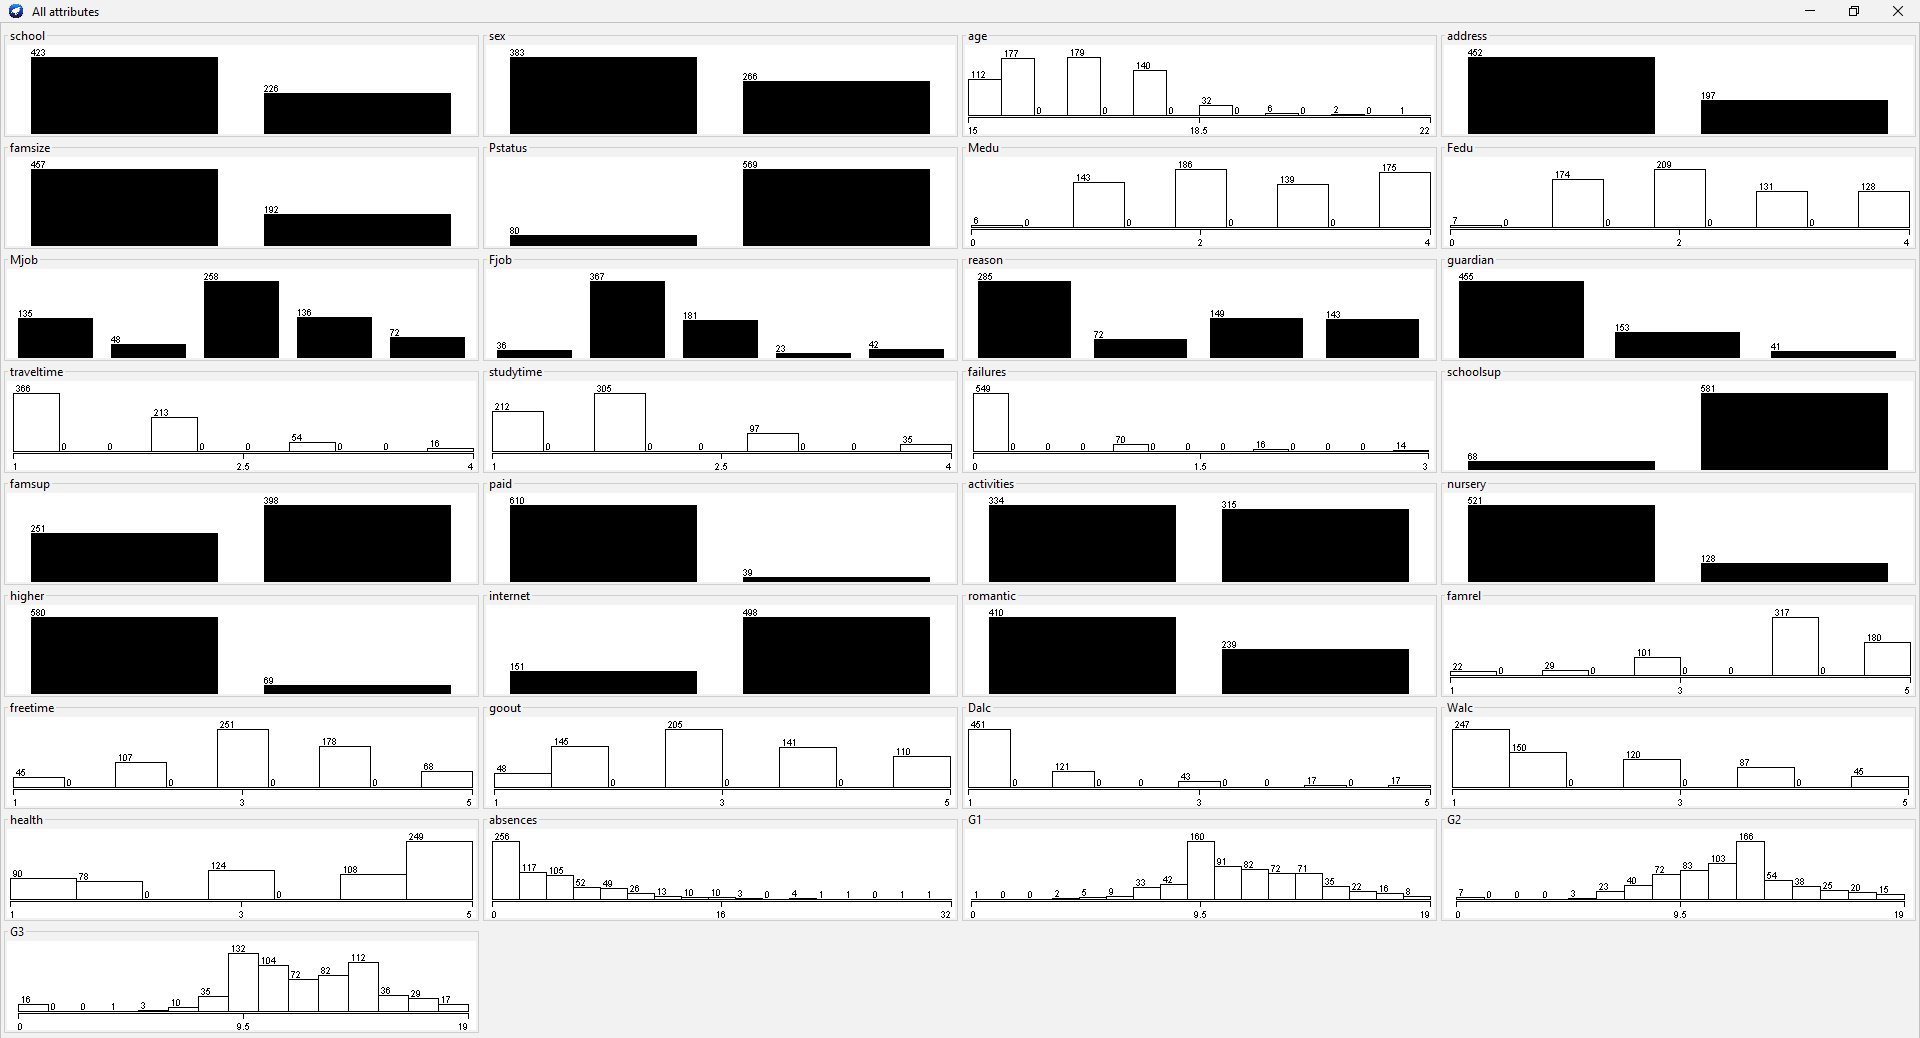 All attributes
school
423
226
sex
383
266
age
112 177 0 179 0 140 0 32 0 6 0 2 0 1
15 18.5 22
address
452
197
famsize
457
192
Pstatus
80
569
Medu
6 0 143 0 186 0 139 0 175
0 2 4
Fedu
7 0 174 0 209 0 131 0 128
0 2 4
Mjob
135 48 258 136 72
Fjob
36 367 181 23 42
reason
285 72 149 143
guardian
455 153 41
traveltime
366 0 0 213 0 0 54 0 0 16
1 2.5 4
studytime
212 0 305 0 0 97 0 0 35
1 2.5 4
failures
549 0 0 0 70 0 0 0 16 0 0 0 14
0 1.5 3
schoolsup
68
581
famsup
251
398
paid
610
39
activities
334
315
nursery
521
128
higher
580
69
internet
151
498
romantic
410
239
famrel
22 0 29 0 101 0 0 317 0 180
1 3 5
freetime
45 0 107 0 251 0 178 0 68
1 3 5
goout
48 145 0 205 0 141 0 110
1 3 5
Dalc
451 0 121 0 0 43 0 0 17 0 17
1 3 5
Walc
247 150 0 120 0 87 0 45
1 3 5
health
90 78 0 124 0 108 249
1 3 5
absences
256 117 105 52 49 26 13 10 10 3 0 4 1 1 0 1 1
0 16 32
G1
1 0 0 2 5 9 33 42 160 91 82 72 71 35 22 16 8
0 9.5 19
G2
7 0 0 0 3 23 40 72 83 103 166 54 38 25 20 15
0 9.5 19
G3
16 0 0 1 3 10 35 132 104 72 82 112 36 29 17
0 9.5 19